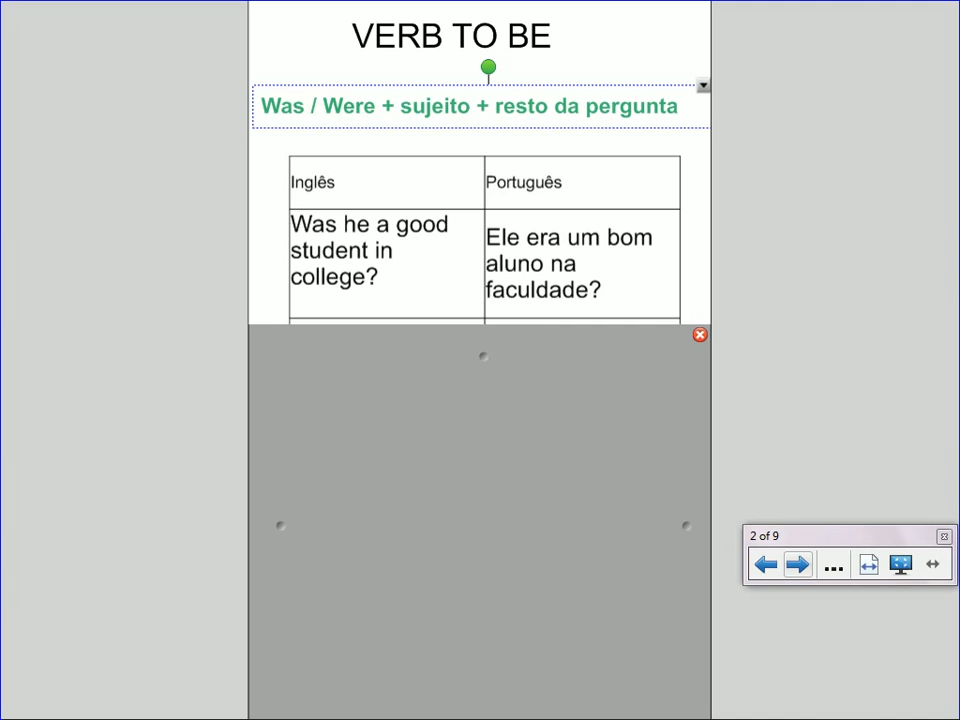 VERB TO BE
Was / Were + sujeito + resto da pergunta
Inglês
Português
Was he a good
student in
college?
Ele era um bom
aluno na
faculdade?
2 of 9
...